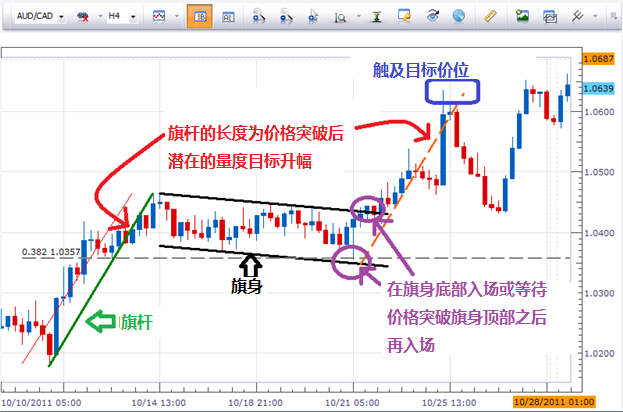 AUD/CAD H4
1.0687
1.0639
触及目标价位
1.0600
旗杆的长度为价格突破后
潜在的量度目标升幅
1.0500
1.0400
0.382 1.0357
旗身
在旗身底部入场或等待
价格突破旗身顶部之后
再入场
1.0300
旗杆
1.0200
10/10/2011 05:00 10/14 13:00 10/18 21:00 10/21 05:00 10/25 13:00 10/28/2011 01:00